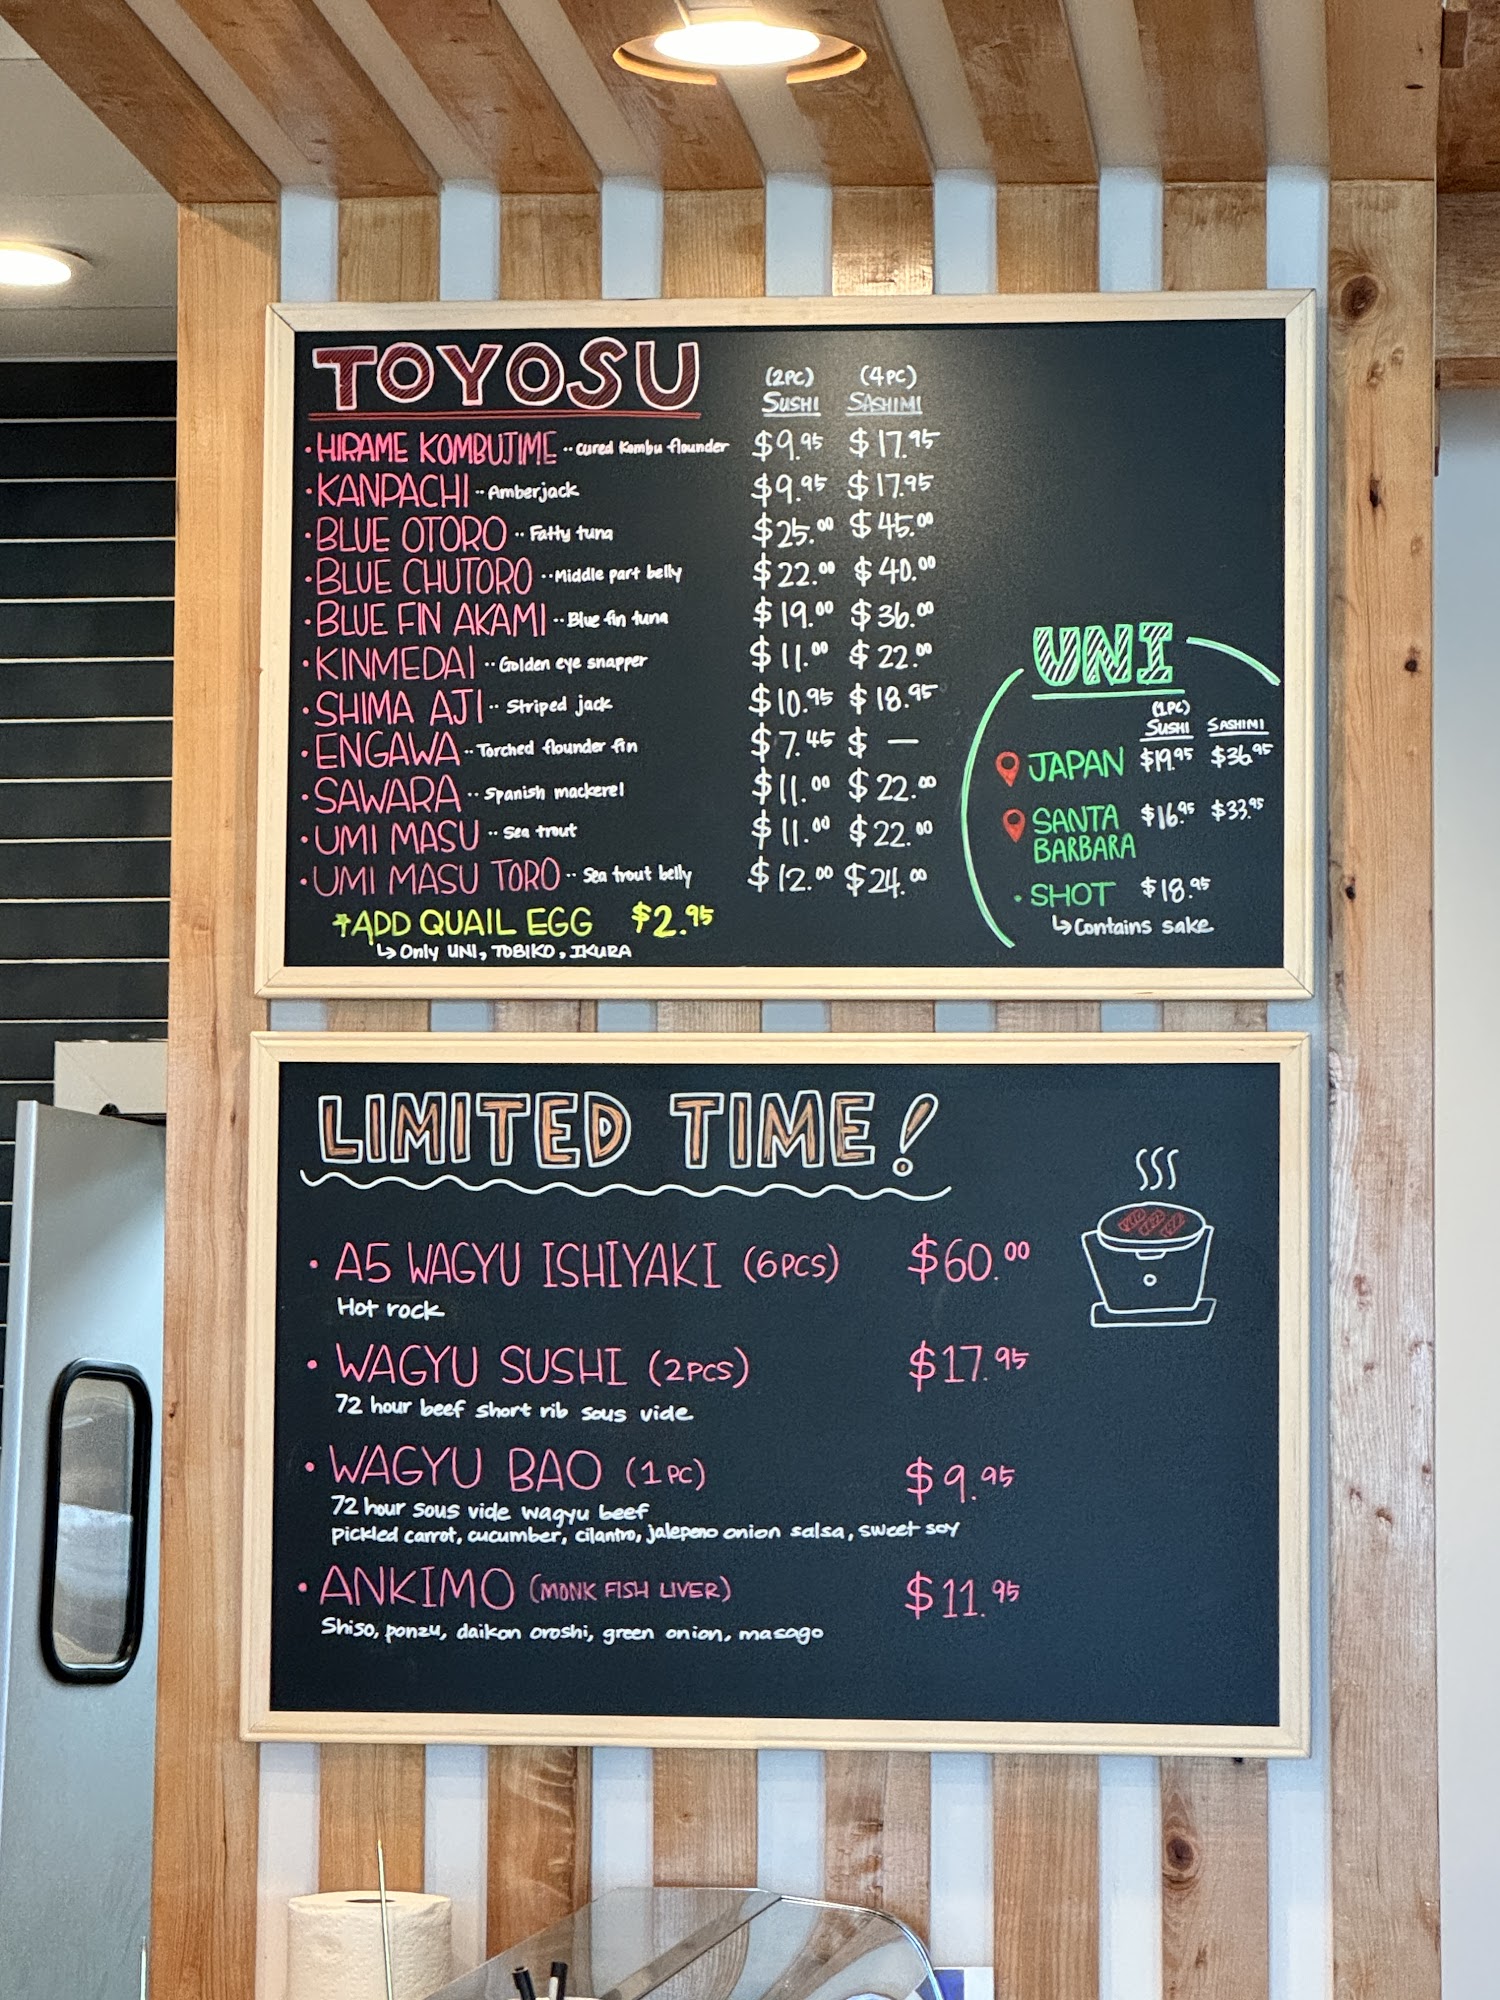 TOYOSU
(2PC) (4PC)
SUSHI SASHIMI
• HIRAME KOMBUJIME •• Cured Kombu flounder $9.95 $17.95
• KANPACHI •• Amberjack $9.95 $17.95
• BLUE OTORO •• Fatty tuna $25.00 $45.00
• BLUE CHUTORO •• Middle part belly $22.00 $40.00
• BLUE FIN AKAMI •• Blue fin tuna $19.00 $36.00
• KINMEDAI •• Golden eye snapper $11.00 $22.00
• SHIMA AJI •• Striped jack $10.95 $18.95
• ENGAWA •• Torched flounder fin $7.45 $ —
• SAWARA •• Spanish mackerel $11.00 $22.00
• UMI MASU •• Sea trout $11.00 $22.00
• UMI MASU TORO •• Sea trout belly $12.00 $24.00
*ADD QUAIL EGG $2.95
↳ Only UNI, TOBIKO, IKURA
UNI
(1PC)
SUSHI SASHIMI
JAPAN $19.95 $36.95
SANTA $16.95 $33.95
BARBARA
• SHOT $18.95
↳ Contains sake
LIMITED TIME!
• A5 WAGYU ISHIYAKI (6PCS) $60.00
Hot rock
• WAGYU SUSHI (2PCS) $17.95
72 hour beef short rib sous vide
• WAGYU BAO (1PC) $9.95
72 hour sous vide wagyu beef
pickled carrot, cucumber, cilantro, jalepeno onion salsa, sweet soy
• ANKIMO (MONK FISH LIVER) $11.95
Shiso, ponzu, daikon oroshi, green onion, masago